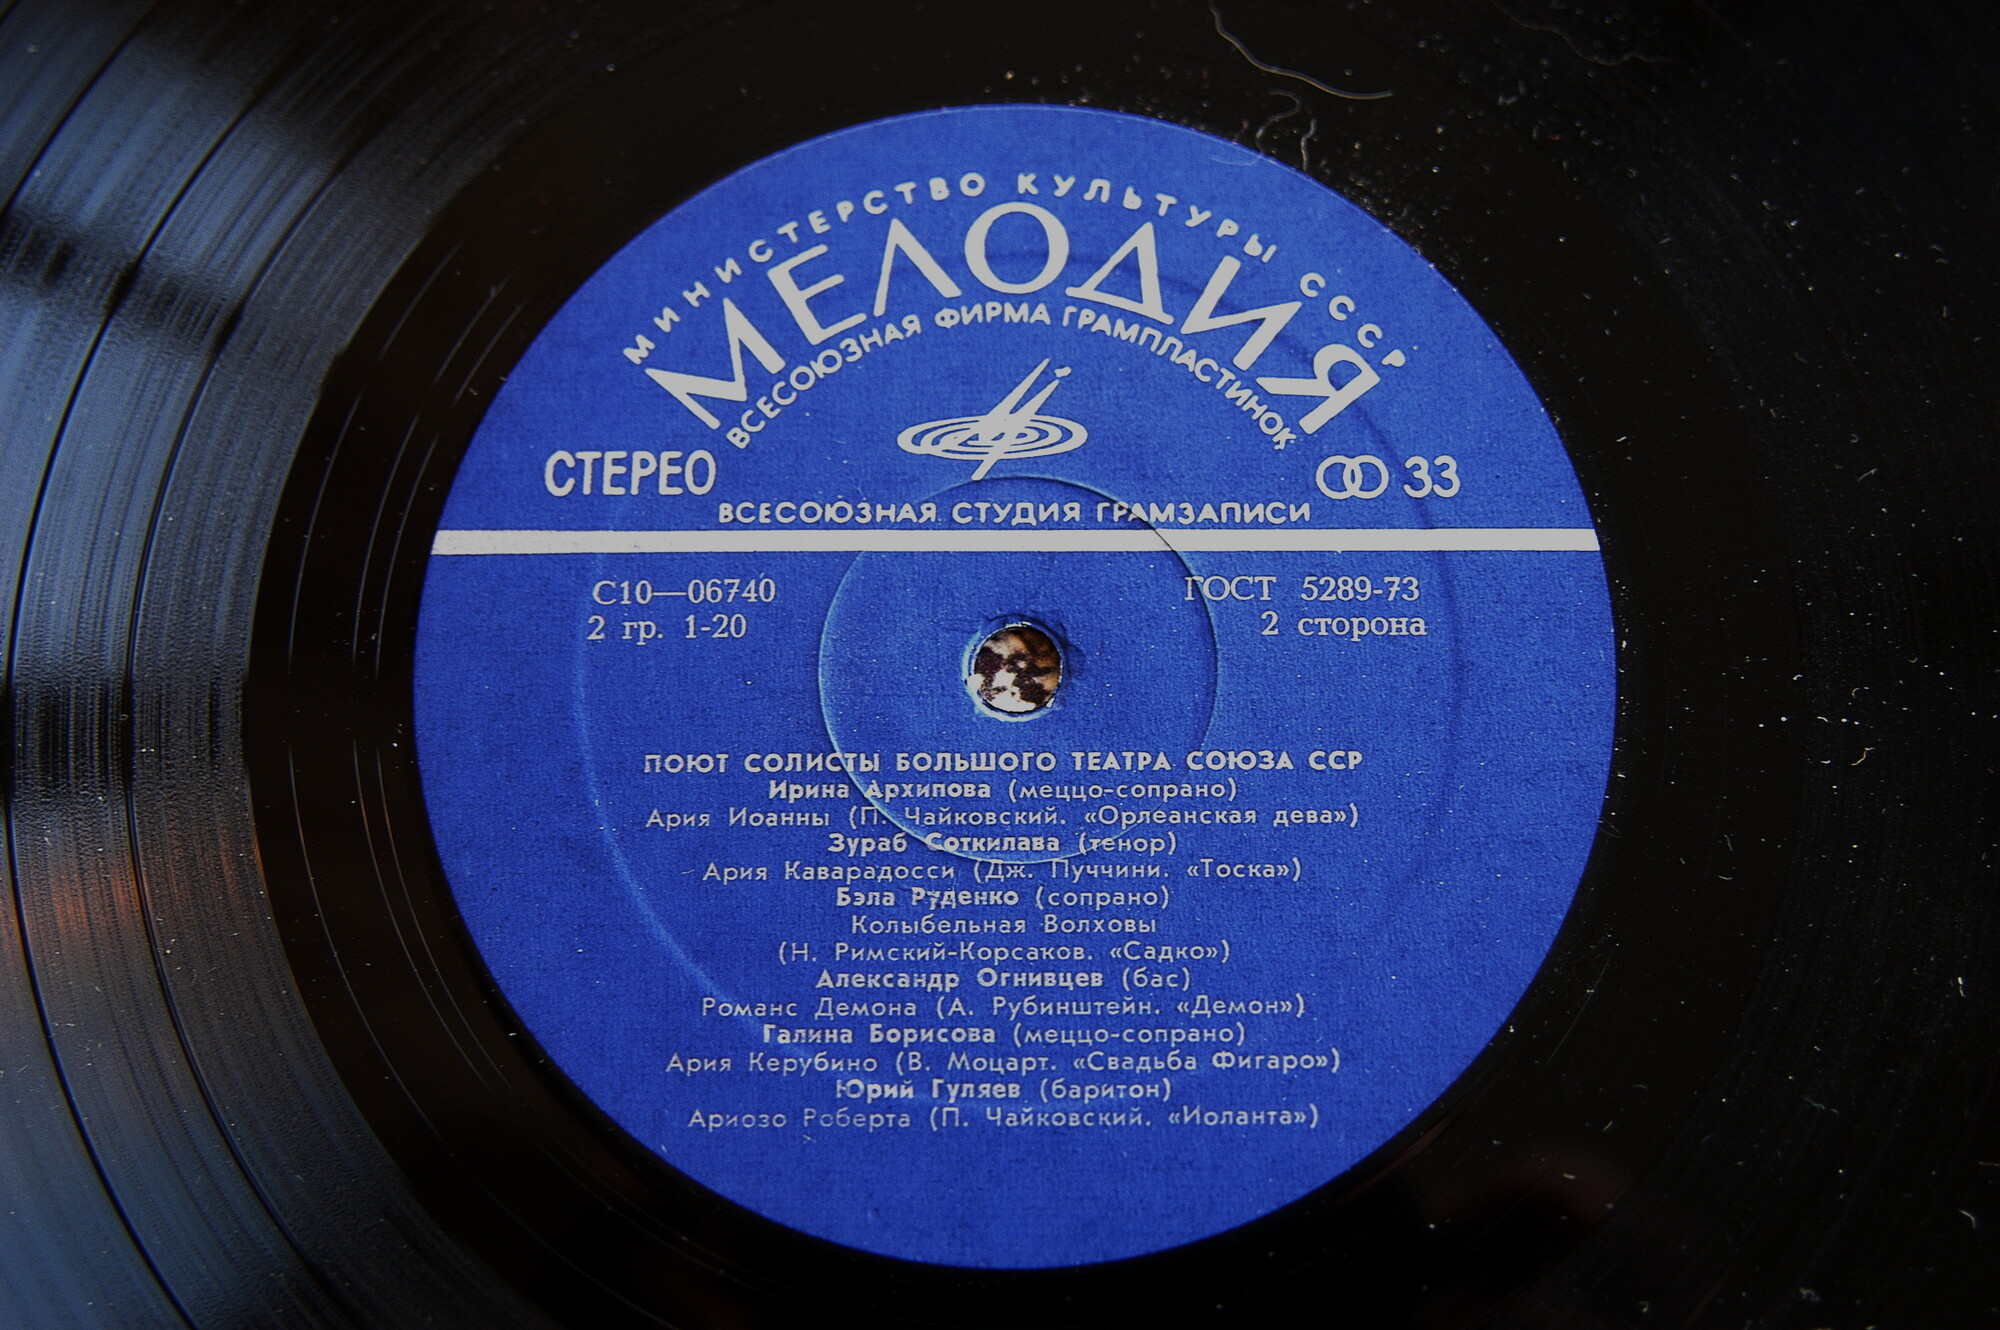 МИНИСТЕРСТВО КУЛЬТУРЫ СССР
МЕЛОДИЯ
ВСЕСОЮЗНАЯ ФИРМА ГРАМПЛАСТИНОК
СТЕРЕО 33
ВСЕСОЮЗНАЯ СТУДИЯ ГРАМЗАПИСИ
С10—06740 ГОСТ 5289-73
2 гр. 1-20 2 сторона
ПОЮТ СОЛИСТЫ БОЛЬШОГО ТЕАТРА СОЮЗА ССР
Ирина Архипова (меццо-сопрано)
Ария Иоанны (П. Чайковский. «Орлеанская дева»)
Зураб Соткилава (тенор)
Ария Каварадосси (Дж. Пуччини. «Тоска»)
Бэла Руденко (сопрано)
Колыбельная Волховы
(Н. Римский-Корсаков. «Садко»)
Александр Огнивцев (бас)
Романс Демона (А. Рубинштейн. «Демон»)
Галина Борисова (меццо-сопрано)
Ария Керубино (В. Моцарт. «Свадьба Фигаро»)
Юрий Гуляев (баритон)
Ариозо Роберта (П. Чайковский. «Иоланта»)